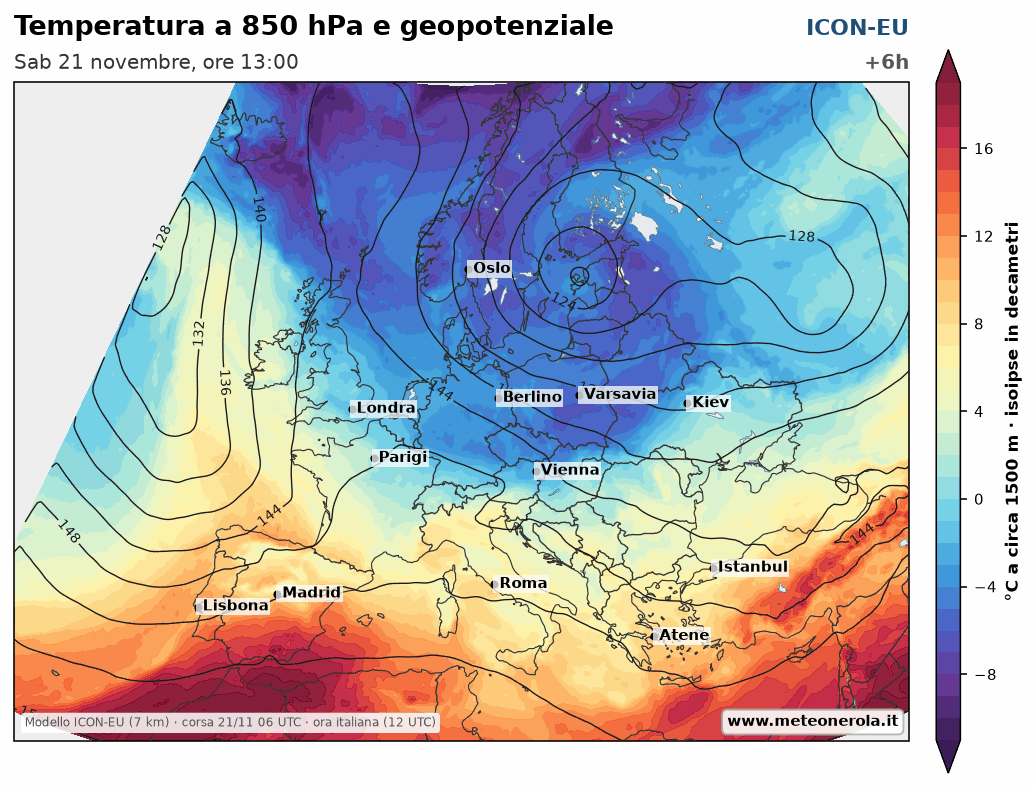 Temperatura a 850 hPa e geopotenziale
ICON-EU
Sab 21 novembre, ore 13:00
+6h
140
128
128
132
124
136
144
144
148
144
Oslo
Berlino
Varsavia
Kiev
Londra
Parigi
Vienna
Istanbul
Roma
Madrid
Lisbona
Atene
Modello ICON-EU (7 km) · corsa 21/11 06 UTC · ora italiana (12 UTC)
www.meteonerola.it
16
12
8
4
0
−4
−8
°C a circa 1500 m · Isoipse in decametri